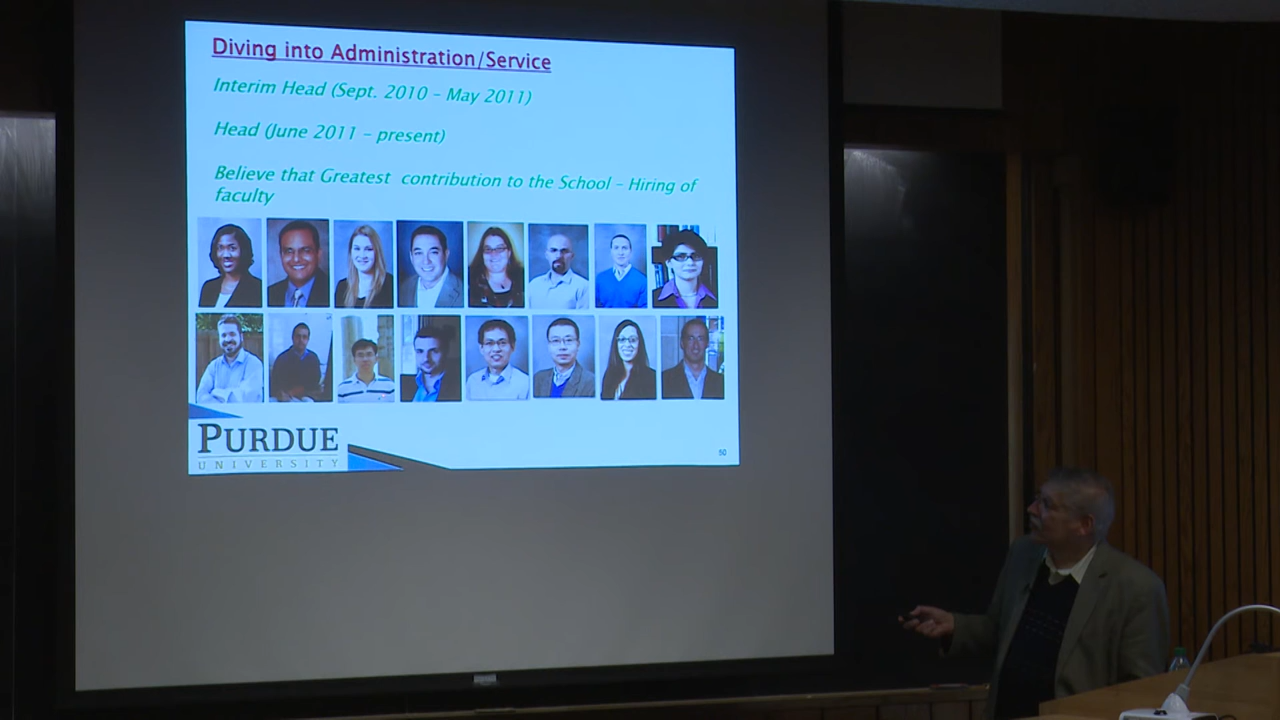 Diving into Administration/Service
Interim Head (Sept. 2010 – May 2011)
Head (June 2011 – present)
Believe that Greatest contribution to the School – Hiring of
faculty
PURDUE
UNIVERSITY
50